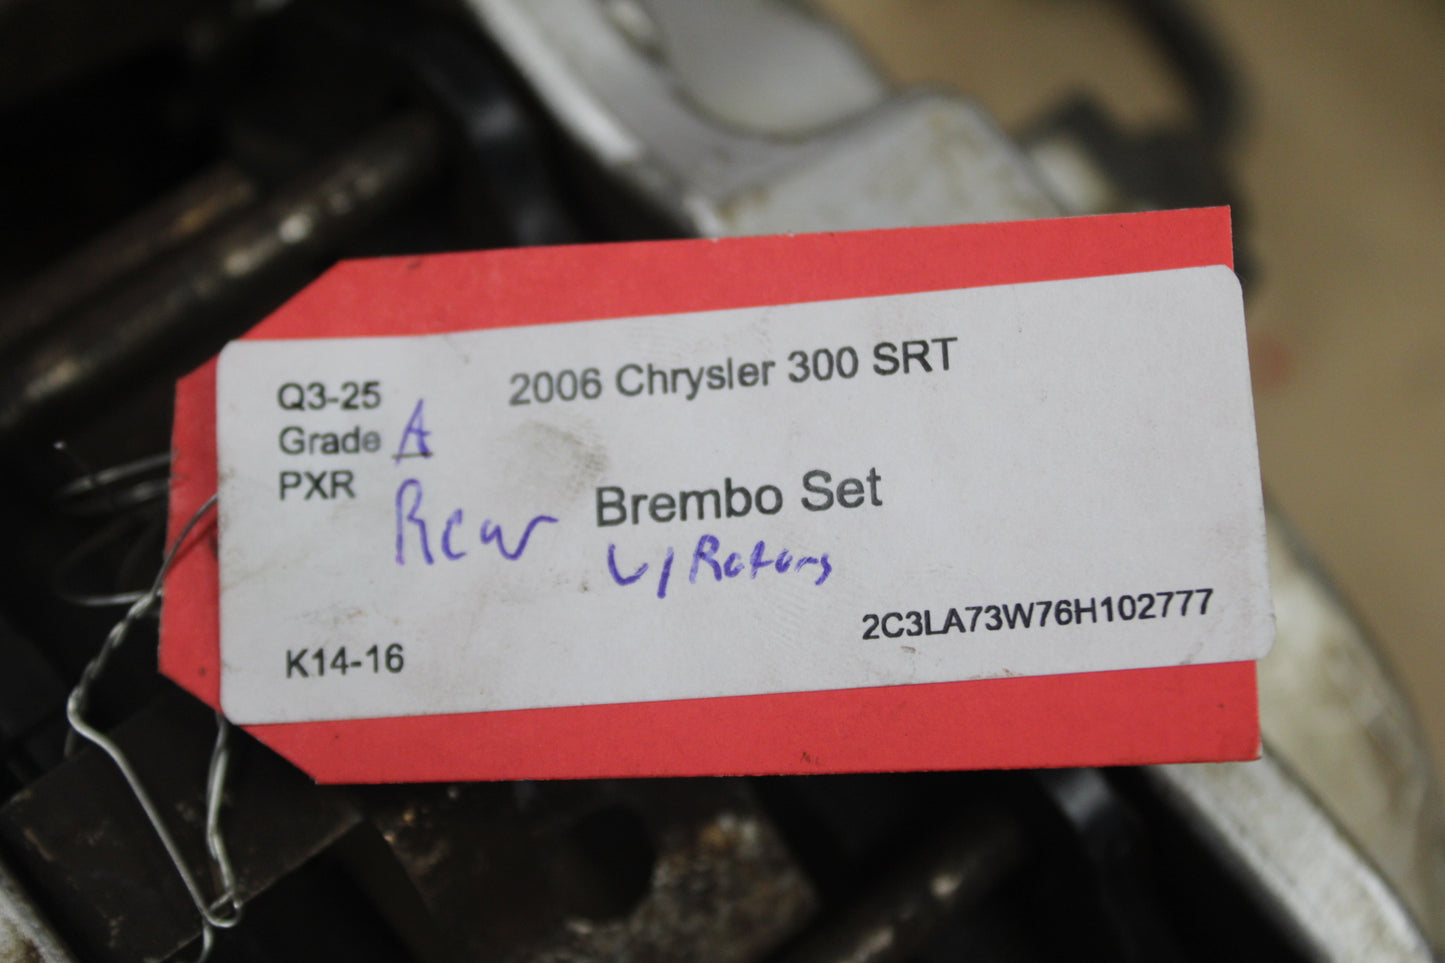 Q3-25 2006 Chrysler 300 SRT
Grade A
PXR
Rear Brembo Set
w/ Rotors
2C3LA73W76H102777
K14-16